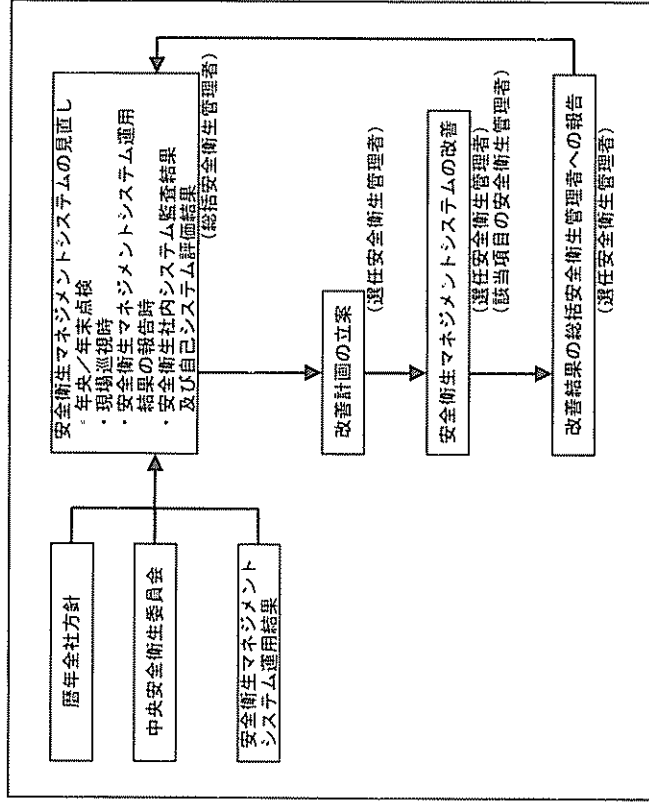 暦年全社方針
中央安全衛生委員会
安全衛生マネジメント
システム運用結果
安全衛生マネジメントシステムの見直し
・年央／年末点検
・現場巡視時
・安全衛生マネジメントシステム運用
結果の報告時
・安全衛生社内システム監査結果
及び自己システム評価結果
(総括安全衛生管理者)
改善計画の立案
(選任安全衛生管理者)
安全衛生マネジメントシステムの改善
(選任安全衛生管理者)
(該当項目の安全衛生管理者)
改善結果の総括安全衛生管理者への報告
(選任安全衛生管理者)